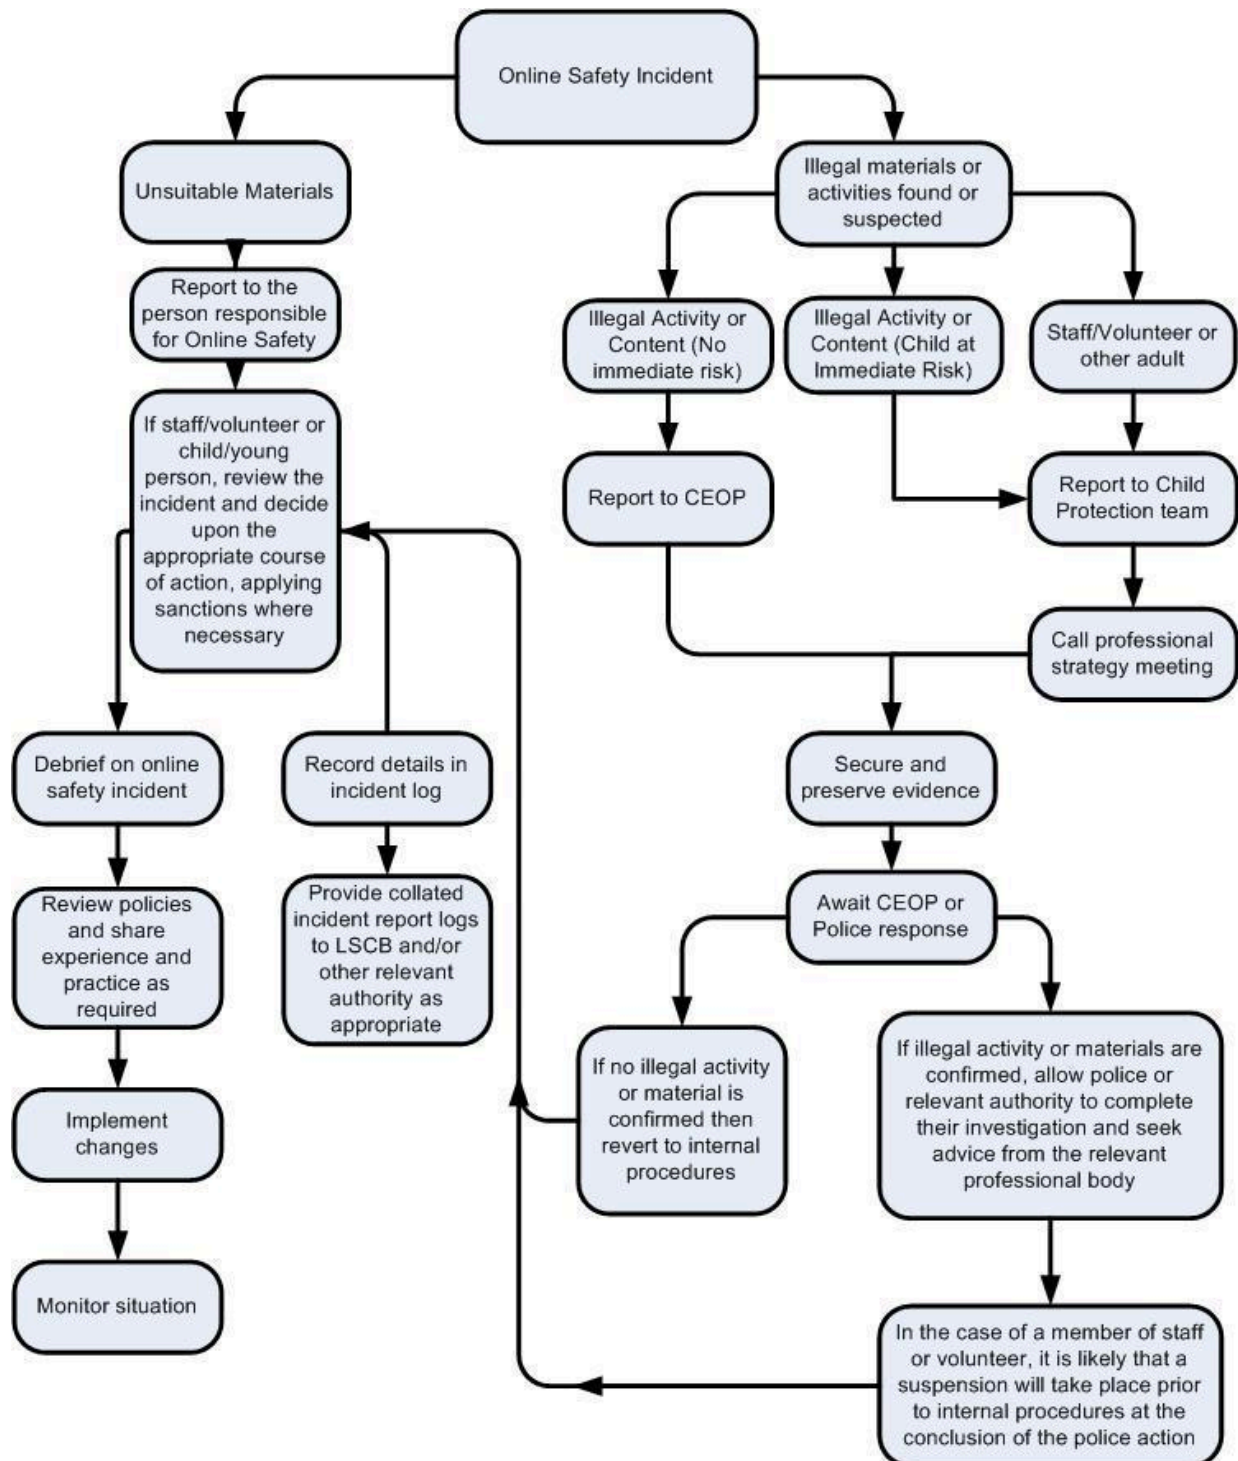 Online Safety Incident
Unsuitable Materials
Report to the
person responsible
for Online Safety
If staff/volunteer or
child/young
person, review the
incident and decide
upon the
appropriate course
of action, applying
sanctions where
necessary
Debrief on online
safety incident
Review policies
and share
experience and
practice as
required
Implement
changes
Monitor situation
Record details in
incident log
Provide collated
incident report logs
to LSCB and/or
other relevant
authority as
appropriate
Illegal materials or
activities found or
suspected
Illegal Activity or
Content (No
immediate risk)
Illegal Activity or
Content (Child at
Immediate Risk)
Staff/Volunteer or
other adult
Report to CEOP
Report to Child
Protection team
Call professional
strategy meeting
Secure and
preserve evidence
Await CEOP or
Police response
If no illegal activity
or material is
confirmed then
revert to internal
procedures
If illegal activity or materials are
confirmed, allow police or
relevant authority to complete
their investigation and seek
advice from the relevant
professional body
In the case of a member of staff
or volunteer, it is likely that a
suspension will take place prior
to internal procedures at the
conclusion of the police action